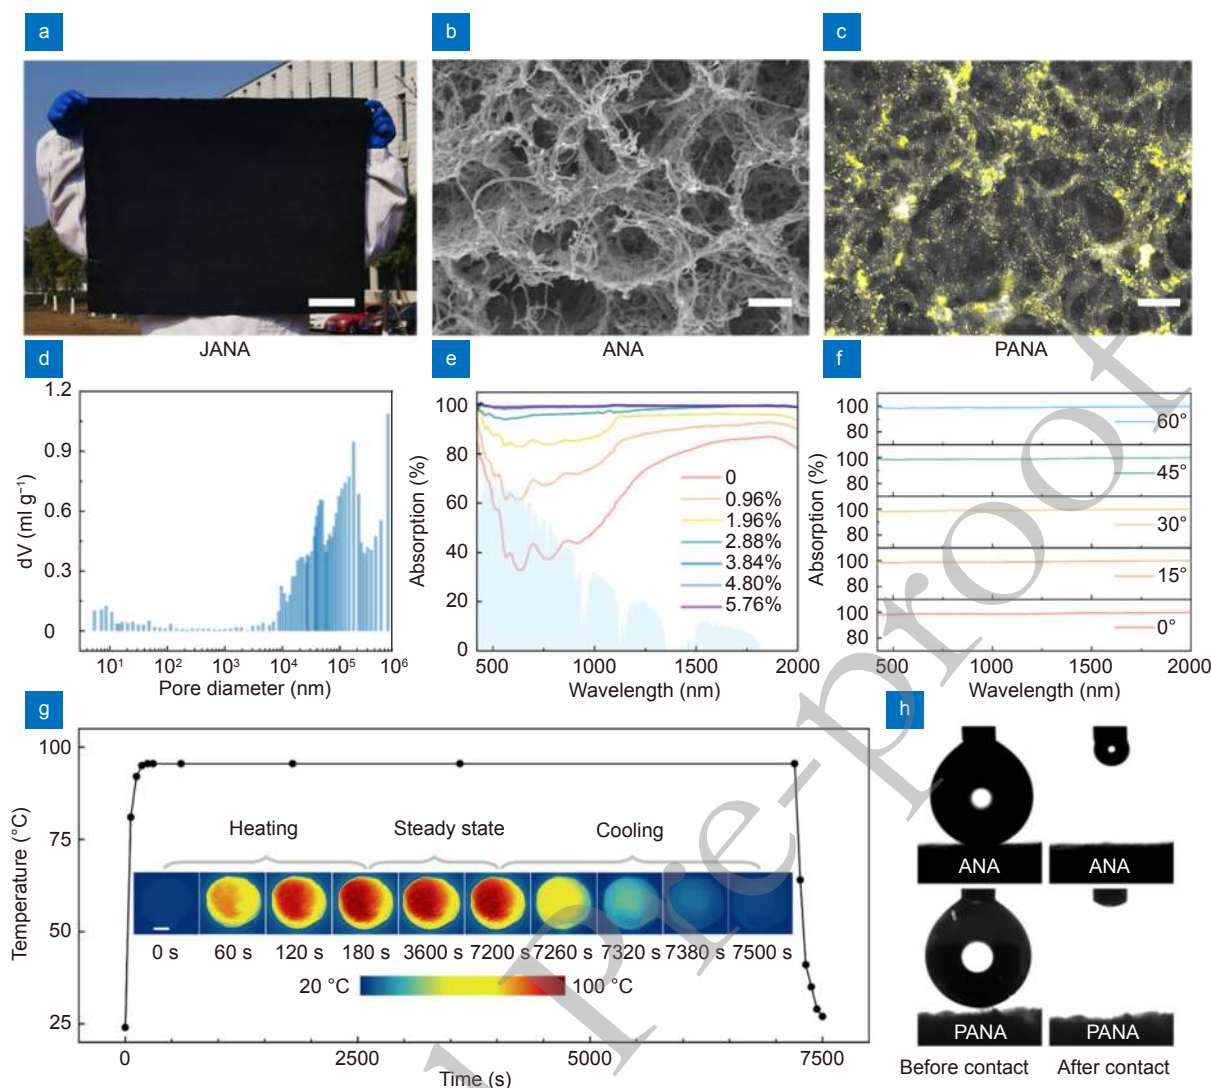 a
b
c
JANA
ANA
PANA
d
e
f
1.2
0.9
0.6
0.3
0
dV (ml g⁻¹)
10¹ 10² 10³ 10⁴ 10⁵ 10⁶
Pore diameter (nm)
100
80
60
40
20
0
Absorption (%)
0
0.96%
1.96%
2.88%
3.84%
4.80%
5.76%
500 1000 1500 2000
Wavelength (nm)
100
80
60°
100
80
45°
100
80
30°
100
80
15°
100
80
0°
Absorption (%)
500 1000 1500 2000
Wavelength (nm)
g
100
75
50
25
Temperature (°C)
Heating Steady state Cooling
0 s 60 s 120 s 180 s 3600 s 7200 s 7260 s 7320 s 7380 s 7500 s
20 °C 100 °C
0 2500 5000 7500
Time (s)
h
ANA ANA
PANA PANA
Before contact After contact
Pre-proof